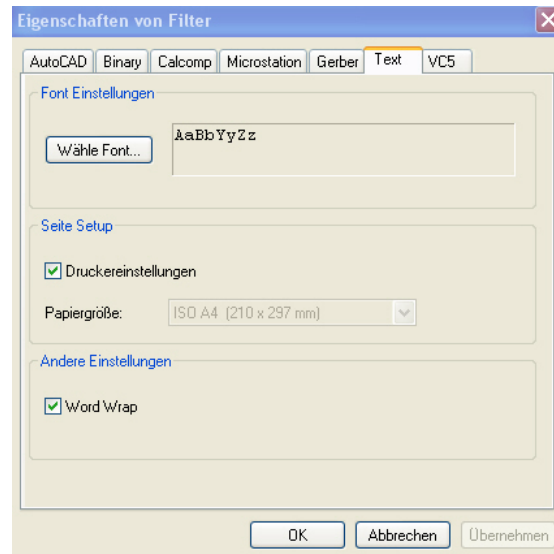 Eigenschaften von Filter
AutoCAD Binary Calcomp Microstation Gerber Text VC5
Font Einstellungen
Wähle Font...
AaBbYyZz
Seite Setup
Druckereinstellungen
Papiergröße: ISO A4 (210 x 297 mm)
Andere Einstellungen
Word Wrap
OK Abbrechen Übernehmen